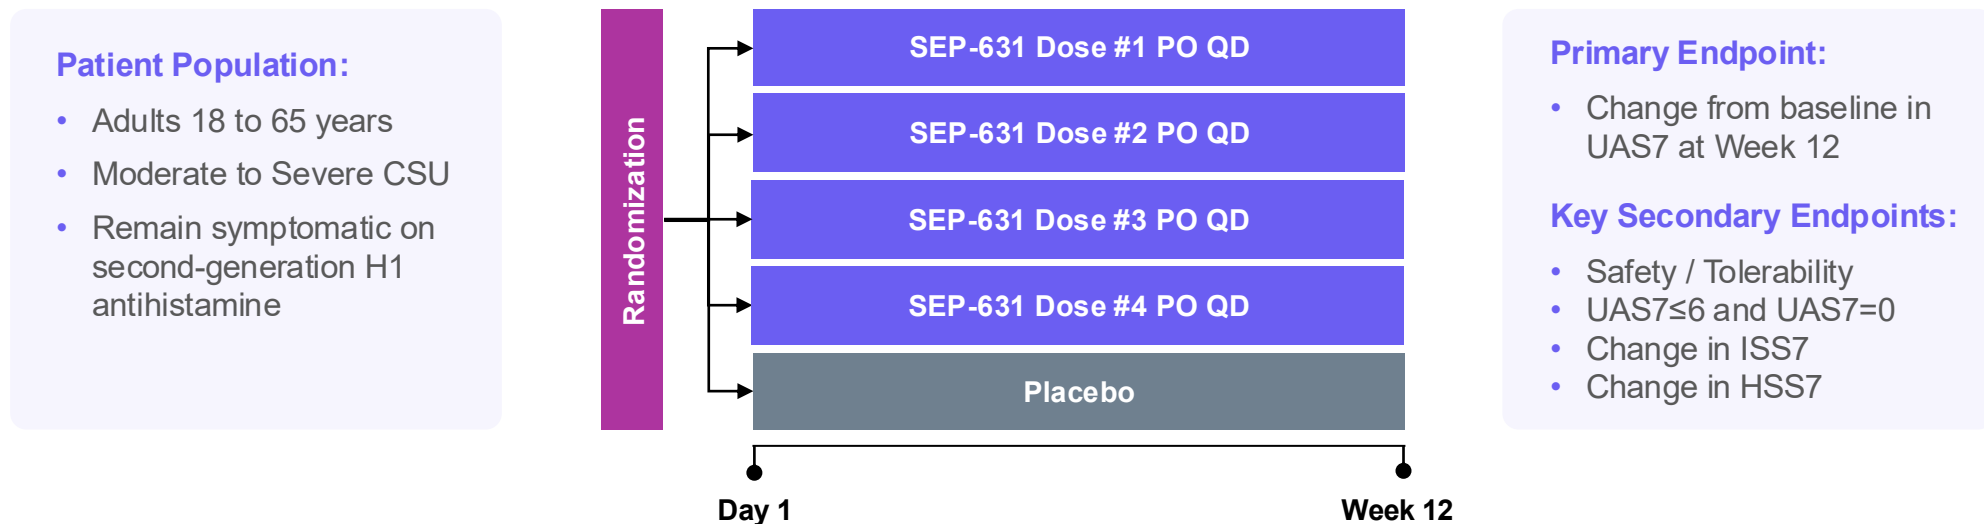 Patient Population:
• Adults 18 to 65 years
• Moderate to Severe CSU
• Remain symptomatic on
second-generation H1
antihistamine
Randomization
SEP-631 Dose #1 PO QD
SEP-631 Dose #2 PO QD
SEP-631 Dose #3 PO QD
SEP-631 Dose #4 PO QD
Placebo
Day 1
Week 12
Primary Endpoint:
• Change from baseline in
UAS7 at Week 12
Key Secondary Endpoints:
• Safety / Tolerability
• UAS7≤6 and UAS7=0
• Change in ISS7
• Change in HSS7